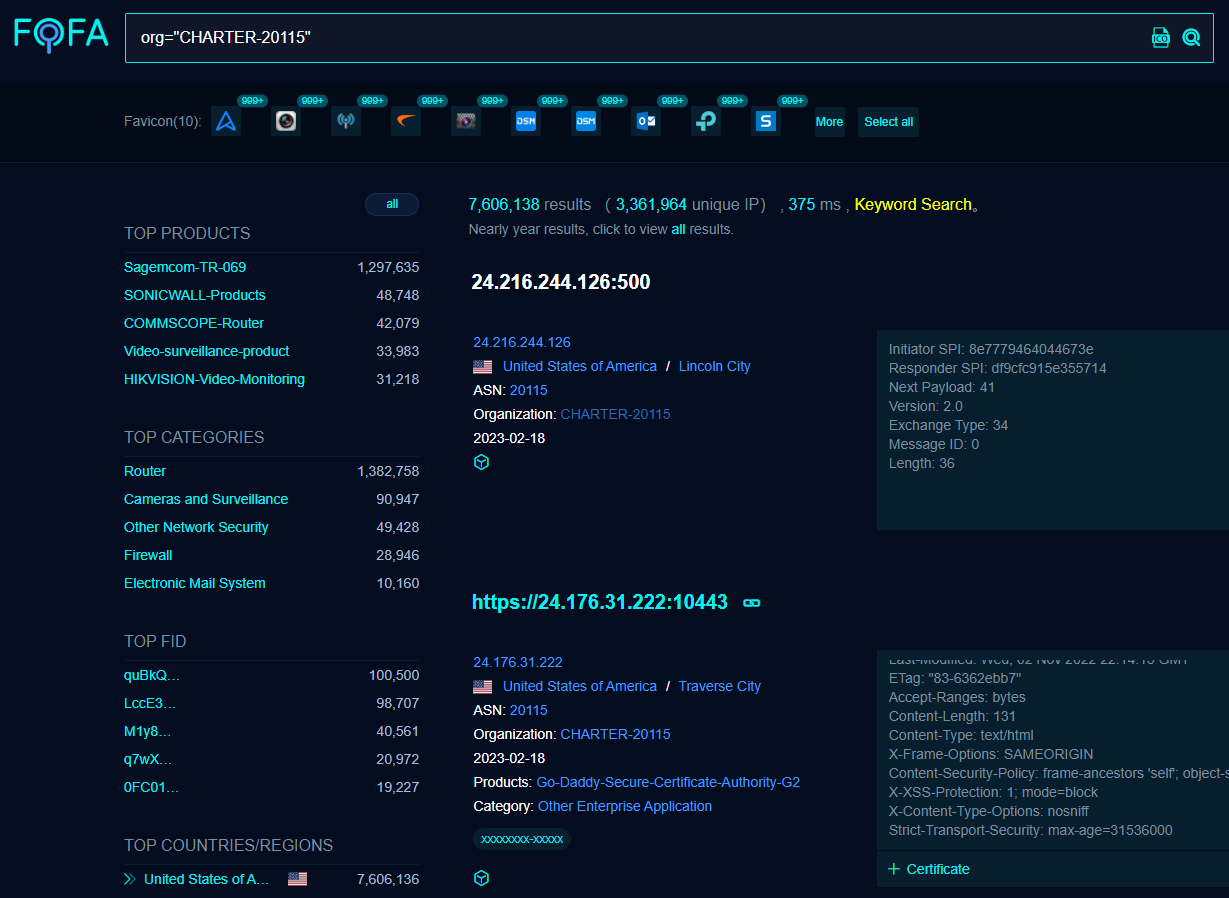 FOFA
org="CHARTER-20115"
ICO
Favicon(10):
999+ 999+ 999+ 999+ 999+ 999+ 999+ 999+ 999+ 999+
DSM DSM S
More Select all
all
TOP PRODUCTS
Sagemcom-TR-069 1,297,635
SONICWALL-Products 48,748
COMMSCOPE-Router 42,079
Video-surveillance-product 33,983
HIKVISION-Video-Monitoring 31,218
TOP CATEGORIES
Router 1,382,758
Cameras and Surveillance 90,947
Other Network Security 49,428
Firewall 28,946
Electronic Mail System 10,160
TOP FID
quBkQ... 100,500
LccE3... 98,707
M1y8... 40,561
q7wX... 20,972
0FC01... 19,227
TOP COUNTRIES/REGIONS
United States of A... 7,606,136
7,606,138 results ( 3,361,964 unique IP) , 375 ms , Keyword Search。
Nearly year results, click to view all results.
24.216.244.126:500
24.216.244.126
United States of America / Lincoln City
ASN: 20115
Organization: CHARTER-20115
2023-02-18
Initiator SPI: 8e7779464044673e
Responder SPI: df9cfc915e355714
Next Payload: 41
Version: 2.0
Exchange Type: 34
Message ID: 0
Length: 36
https://24.176.31.222:10443
24.176.31.222
United States of America / Traverse City
ASN: 20115
Organization: CHARTER-20115
2023-02-18
Products: Go-Daddy-Secure-Certificate-Authority-G2
Category: Other Enterprise Application
xxxxxxxx-xxxxx
Last-Modified: Wed, 02 Nov 2022 22:14:15 GMT
ETag: "83-6362ebb7"
Accept-Ranges: bytes
Content-Length: 131
Content-Type: text/html
X-Frame-Options: SAMEORIGIN
Content-Security-Policy: frame-ancestors 'self'; object-s
X-XSS-Protection: 1; mode=block
X-Content-Type-Options: nosniff
Strict-Transport-Security: max-age=31536000
+ Certificate